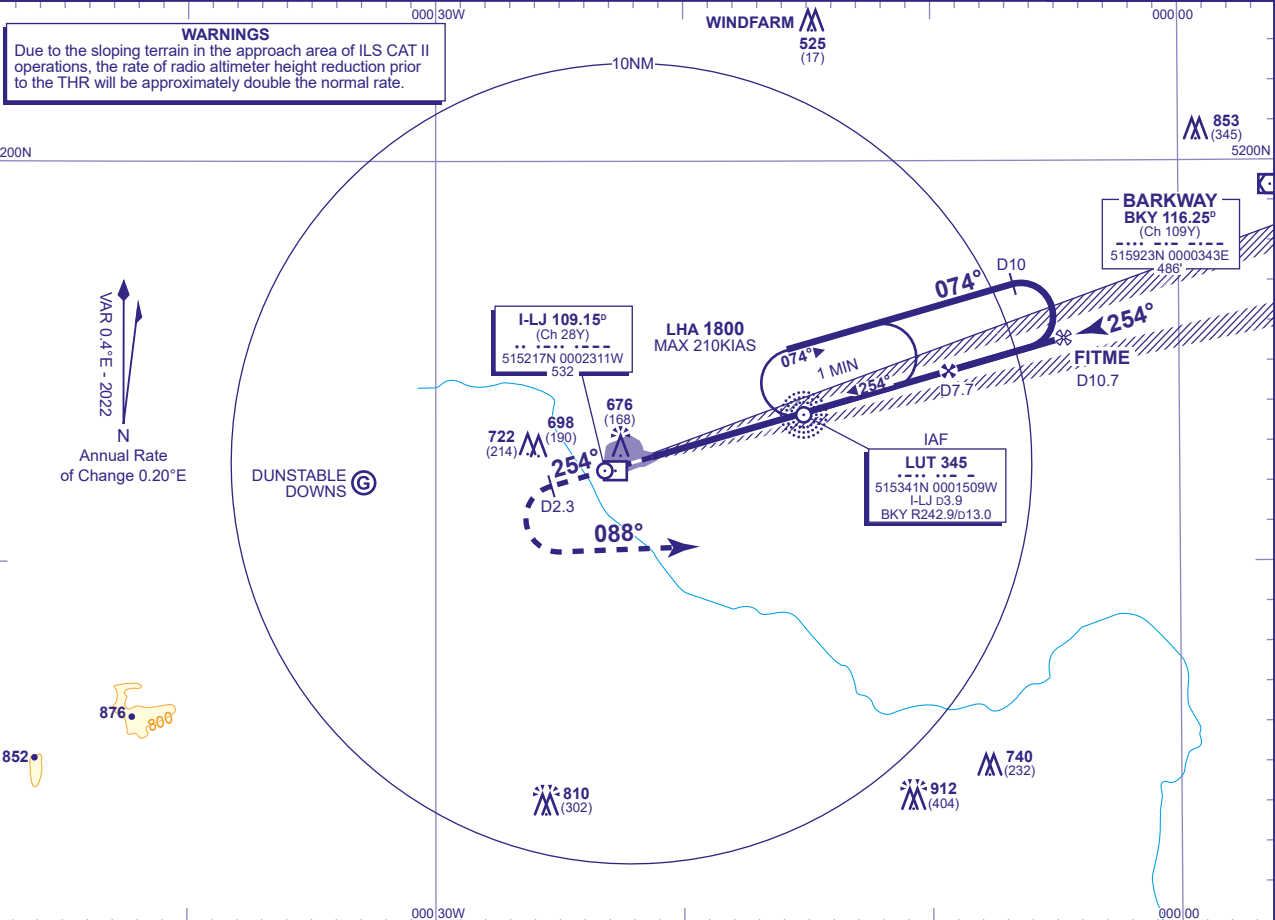 000 30W
000 00
WARNINGS
Due to the sloping terrain in the approach area of ILS CAT II
operations, the rate of radio altimeter height reduction prior
to the THR will be approximately double the normal rate.
WINDFARM
525
(17)
10NM
853
(345)
200N
5200N
BARKWAY
BKY 116.25ᴰ
(Ch 109Y)
515923N 0000343E
486'
D10
074°
254°
FITME
D10.7
VAR 0.4°E - 2022
N
Annual Rate
of Change 0.20°E
I-LJ 109.15ᴰ
(Ch 28Y)
515217N 0002311W
532
LHA 1800
MAX 210KIAS
074°
1 MIN
254°
D7.7
676
(168)
698
(190)
722
(214)
254°
D2.3
DUNSTABLE
DOWNS
G
IAF
LUT 345
515341N 0001509W
I-LJ D3.9
BKY R242.9/D13.0
088°
876
800
852
740
(232)
810
(302)
912
(404)
000 30W
000 00